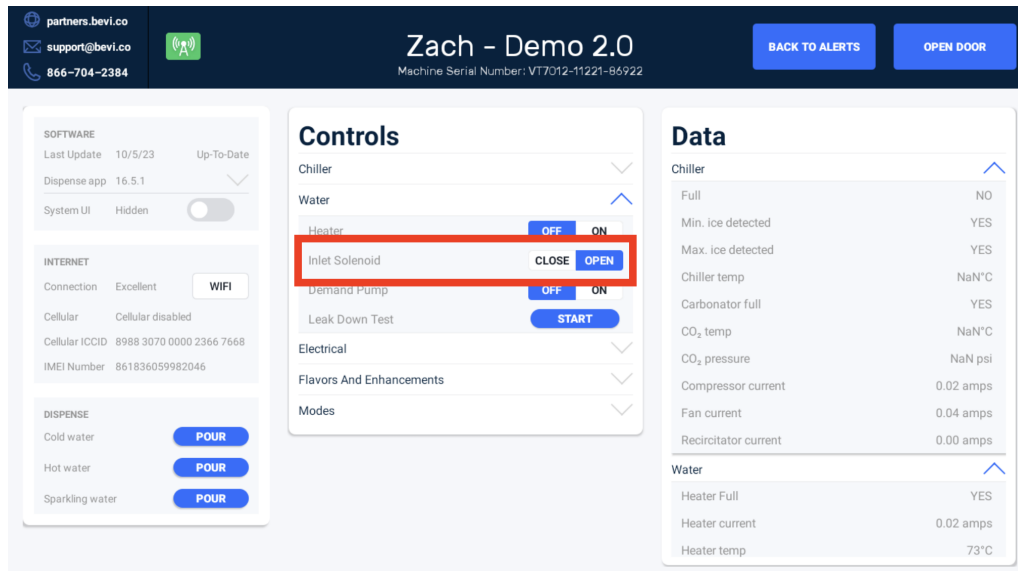 partners.bevi.co
support@bevi.co
866-704-2384
Zach - Demo 2.0
Machine Serial Number: VT7012-11221-86922
BACK TO ALERTS
OPEN DOOR
SOFTWARE
Last Update 10/5/23 Up-To-Date
Dispense app 16.5.1
System UI Hidden
INTERNET
Connection Excellent WIFI
Cellular Cellular disabled
Cellular ICCID 8988 3070 0000 2366 7668
IMEI Number 861836059982046
DISPENSE
Cold water POUR
Hot water POUR
Sparkling water POUR
Controls
Chiller
Water
Heater OFF ON
Inlet Solenoid CLOSE OPEN
Demand Pump OFF ON
Leak Down Test START
Electrical
Flavors And Enhancements
Modes
Data
Chiller
Full NO
Min. ice detected YES
Max. ice detected YES
Chiller temp NaN°C
Carbonator full YES
CO₂ temp NaN°C
CO₂ pressure NaN psi
Compressor current 0.02 amps
Fan current 0.04 amps
Recircitator current 0.00 amps
Water
Heater Full YES
Heater current 0.02 amps
Heater temp 73°C